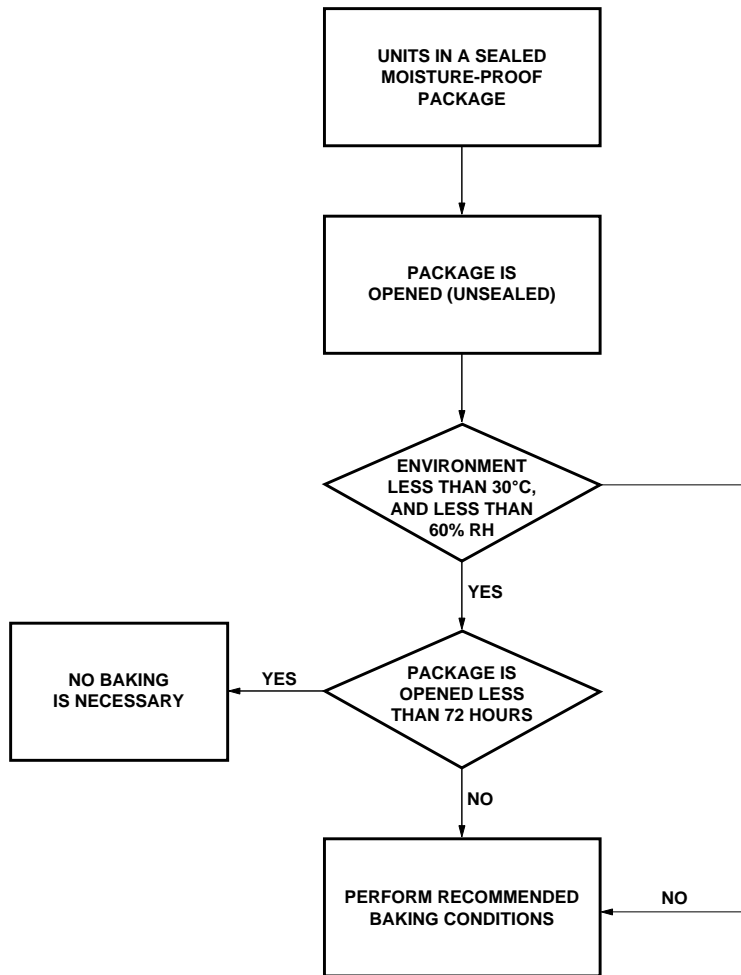 UNITS IN A SEALED
MOISTURE-PROOF
PACKAGE
PACKAGE IS
OPENED (UNSEALED)
ENVIRONMENT
LESS THAN 30°C,
AND LESS THAN
60% RH
YES
NO BAKING
IS NECESSARY
YES
PACKAGE IS
OPENED LESS
THAN 72 HOURS
NO
PERFORM RECOMMENDED
BAKING CONDITIONS
NO